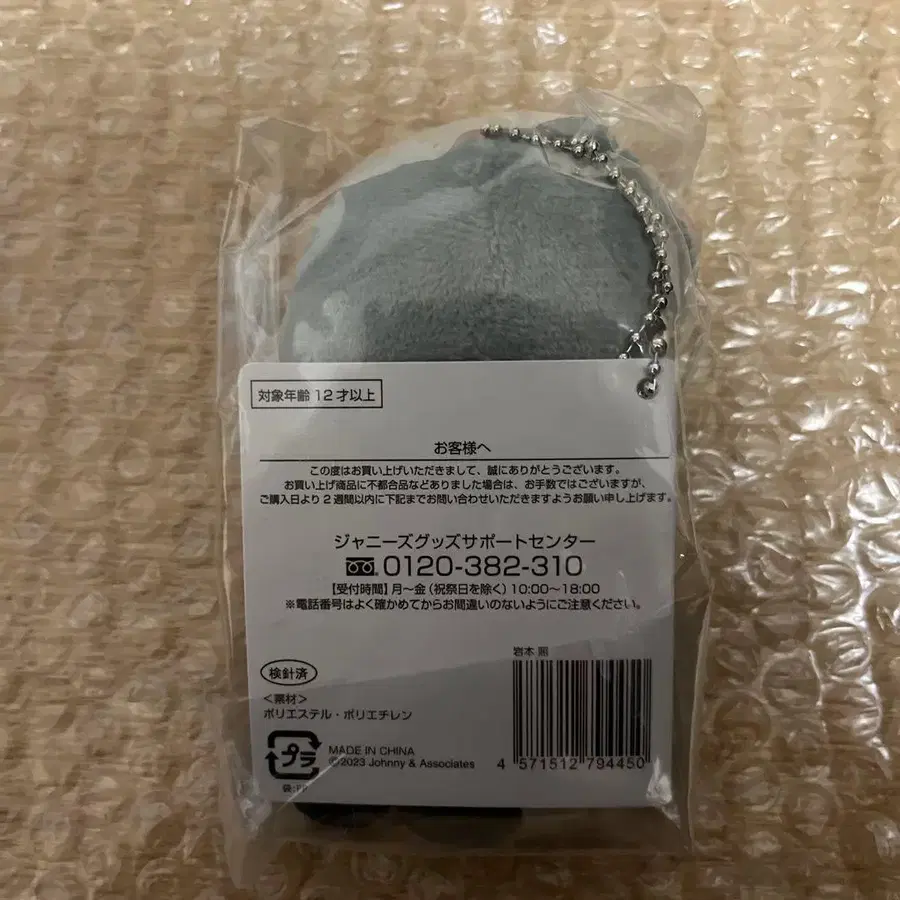 対象年齢12才以上
お客様へ
この度はお買い上げいただきまして、誠にありがとうございます。
お買い上げ商品に不都合品などありました場合は、お手数ではございますが、
ご購入日より2週間以内に下記までお問い合わせいただきますようお願い申し上げます。
ジャニーズグッズサポートセンター
0120-382-310
【受付時間】月〜金(祝祭日を除く)10:00〜18:00
※電話番号はよく確かめてからお間違いのないようにご注意ください。
岩本 照
検針済
<素材>
ポリエステル・ポリエチレン
プラ
MADE IN CHINA
©2023 Johnny & Associates
袋:PP
4 571512 794450